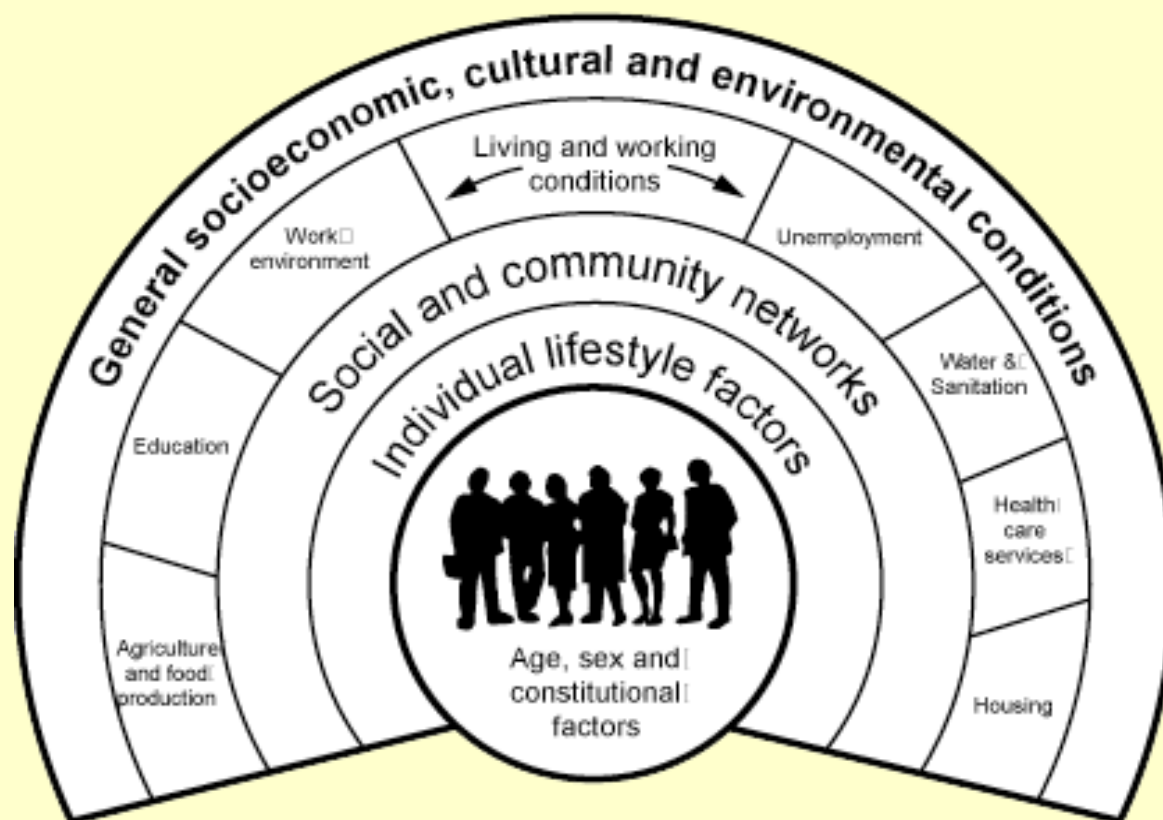 General socioeconomic, cultural and environmental conditions
Living and working
conditions
Work
environment
Unemployment
Education
Water &
Sanitation
Agriculture
and food
production
Health
care
services
Housing
Social and community networks
Individual lifestyle factors
Age, sex and
constitutional
factors